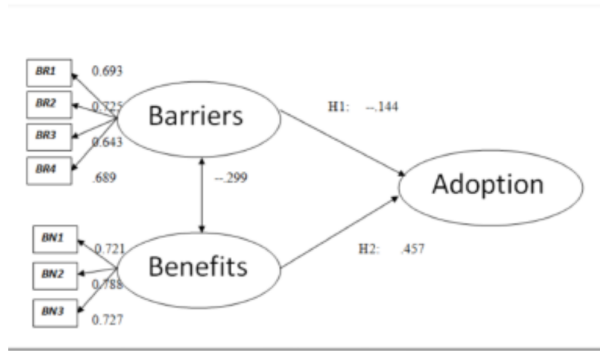 BR1 0.693
BR2 0.725
BR3
0.643
BR4
.689
Barriers
H1: --.144
--.299
Adoption
BN1
0.721
BN2
0.788
BN3
0.727
Benefits
H2: .457